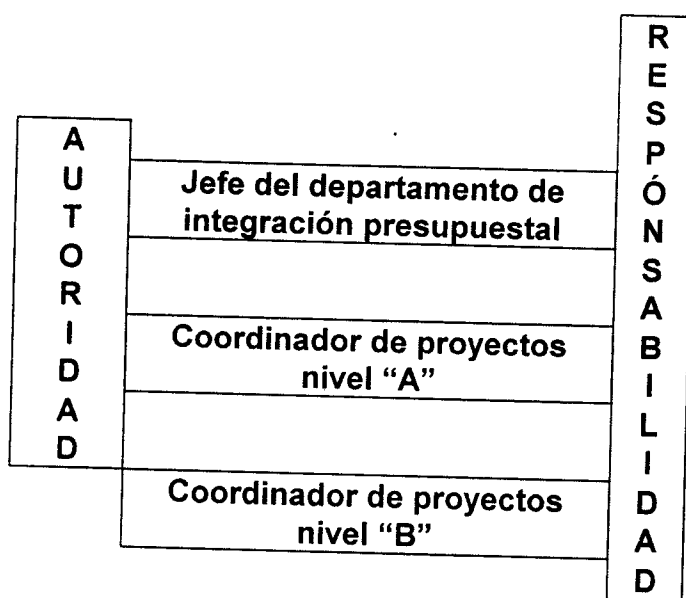 AUTORIDAD
Jefe del departamento de
integración presupuestal
Coordinador de proyectos
nivel “A”
Coordinador de proyectos
nivel “B”
RESPÓNSABILIDAD